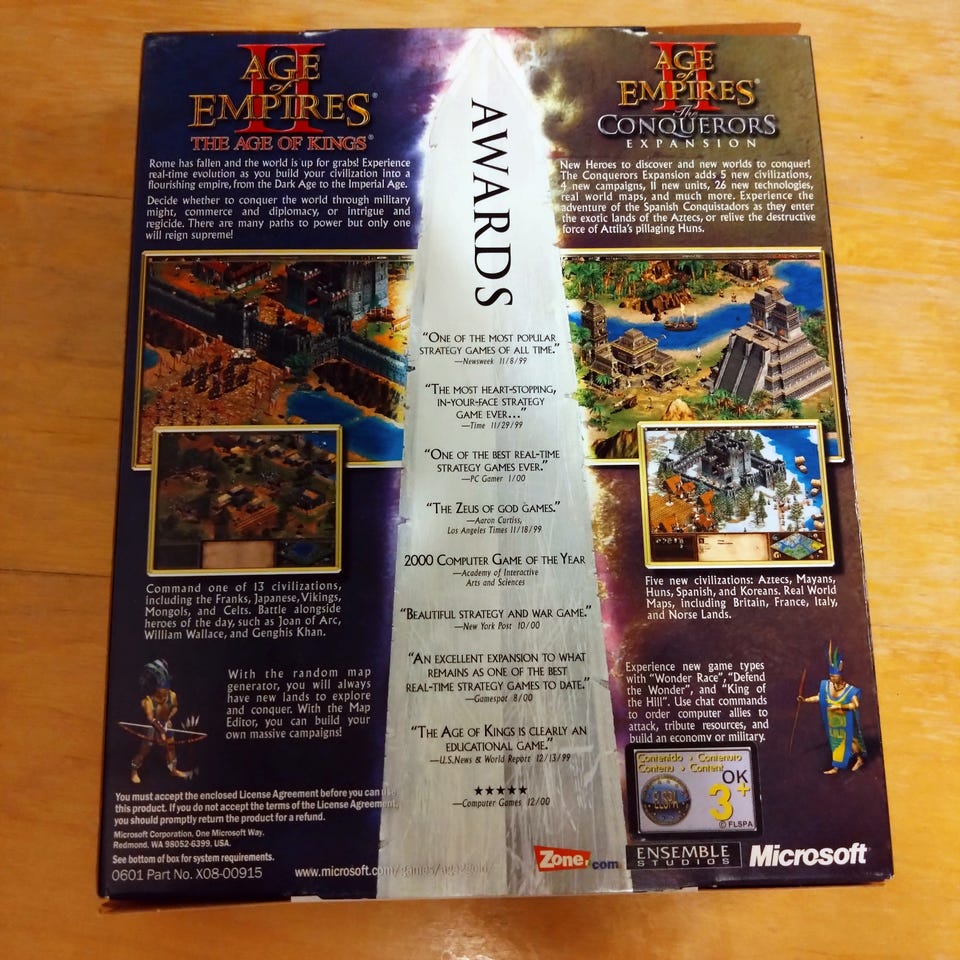 AGE
of
EMPIRES®
II
THE AGE OF KINGS®
Rome has fallen and the world is up for grabs! Experience
real-time evolution as you build your civilization into a
flourishing empire, from the Dark Age to the Imperial Age.
Decide whether to conquer the world through military
might, commerce and diplomacy, or intrigue and
regicide. There are many paths to power but only one
will reign supreme!
Command one of 13 civilizations,
including the Franks, Japanese, Vikings,
Mongols, and Celts. Battle alongside
heroes of the day, such as Joan of Arc,
William Wallace, and Genghis Khan.
With the random map
generator, you will always
have new lands to explore
and conquer. With the Map
Editor, you can build your
own massive campaigns!
You must accept the enclosed License Agreement before you can use
this product. If you do not accept the terms of the License Agreement,
you should promptly return the product for a refund.
Microsoft Corporation, One Microsoft Way.
Redmond, WA 98052-6399, USA.
See bottom of box for system requirements.
0601 Part No. X08-00915
www.microsoft.com/games/age2gold/
AWARDS
“ONE OF THE MOST POPULAR
STRATEGY GAMES OF ALL TIME.”
—Newsweek 11/8/99
“THE MOST HEART-STOPPING,
IN-YOUR-FACE STRATEGY
GAME EVER...”
—Time 11/29/99
“ONE OF THE BEST REAL-TIME
STRATEGY GAMES EVER.”
—PC Gamer 1/00
“THE ZEUS OF GOD GAMES.”
—Aaron Curtiss,
Los Angeles Times 11/18/99
2000 COMPUTER GAME OF THE YEAR
—Academy of Interactive
Arts and Sciences
“BEAUTIFUL STRATEGY AND WAR GAME.”
—New York Post 10/00
“AN EXCELLENT EXPANSION TO WHAT
REMAINS AS ONE OF THE BEST
REAL-TIME STRATEGY GAMES TO DATE.”
—Gamespot 8/00
“THE AGE OF KINGS IS CLEARLY AN
EDUCATIONAL GAME.”
—U.S.News & World Report 12/13/99
★★★★★
—Computer Games 12/00
AGE
of
EMPIRES®
II
The
CONQUERORS
EXPANSION
New Heroes to discover and new worlds to conquer!
The Conquerors Expansion adds 5 new civilizations,
4 new campaigns, 11 new units, 26 new technologies,
real world maps, and much more. Experience the
adventure of the Spanish Conquistadors as they enter
the exotic lands of the Aztecs, or relive the destructive
force of Attila's pillaging Huns.
Five new civilizations: Aztecs, Mayans,
Huns, Spanish, and Koreans. Real World
Maps, including Britain, France, Italy,
and Norse Lands.
Experience new game types
with “Wonder Race”, “Defend
the Wonder”, and “King of
the Hill”. Use chat commands
to order computer allies to
attack, tribute resources, and
build an economy or military.
Contenido • Contenuto
Contenu • Content
OK
3+
ELSPA
© ELSPA
Zone.com
ENSEMBLE
STUDIOS
Microsoft